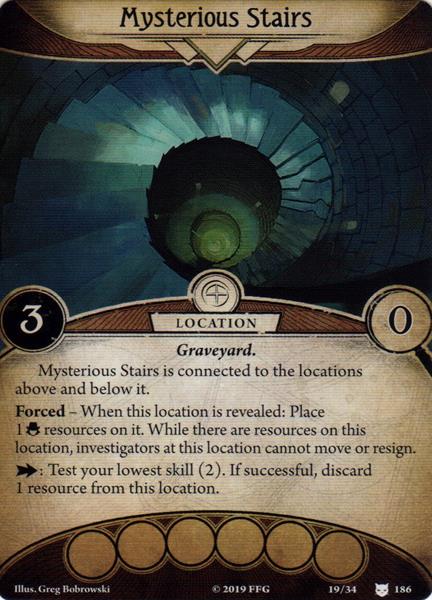 Mysterious Stairs
3
LOCATION
0
Graveyard.
Mysterious Stairs is connected to the locations
above and below it.
Forced – When this location is revealed: Place
1 resources on it. While there are resources on this
location, investigators at this location cannot move or resign.
: Test your lowest skill (2). If successful, discard
1 resource from this location.
Illus. Greg Bobrowski © 2019 FFG 19/34 186